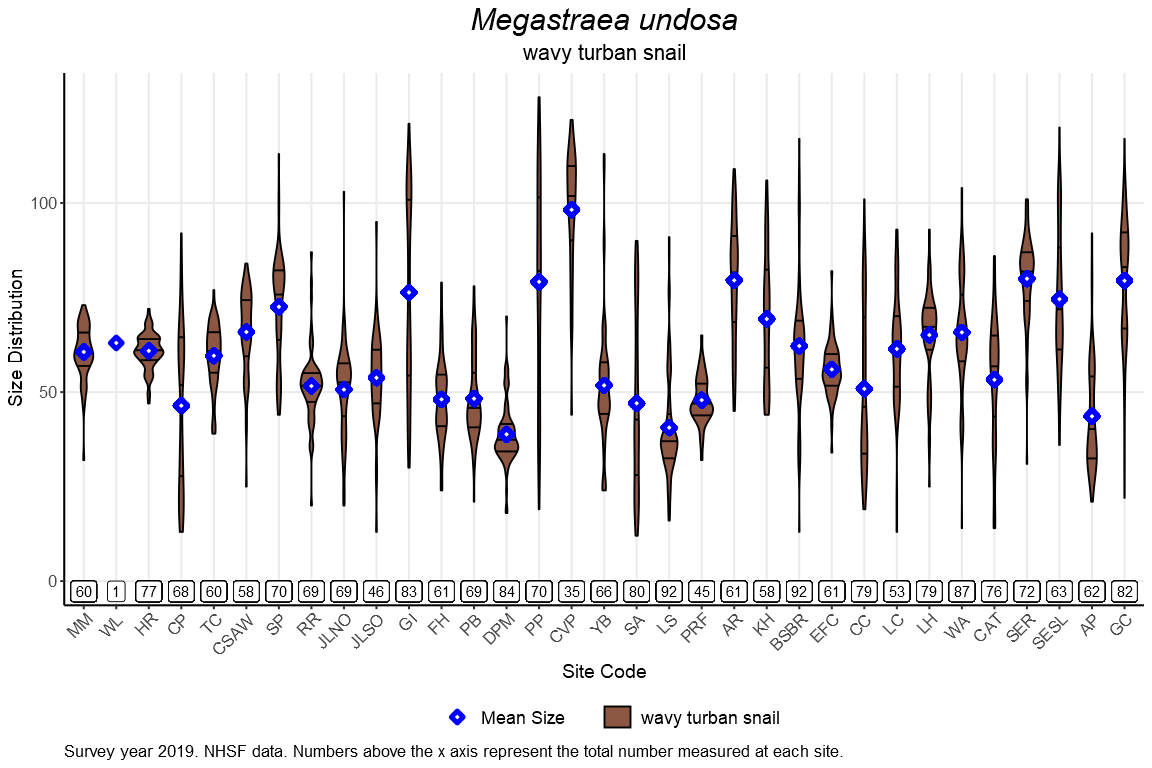 Megastraea undosa
wavy turban snail
Size Distribution
100
50
0
60 1 77 68 60 58 70 69 69 46 83 61 69 84 70 35 66 80 92 45 61 58 92 61 79 53 79 87 76 72 63 62 82
MM WL HR CP TC CSAW SP RR JLNO JLSO GI FH PB DPM PP CVP YB SA LS PRF AR KH BSBR EFC CC LC LH WA CAT SER SESL AP GC
Site Code
Mean Size wavy turban snail
Survey year 2019. NHSF data. Numbers above the x axis represent the total number measured at each site.